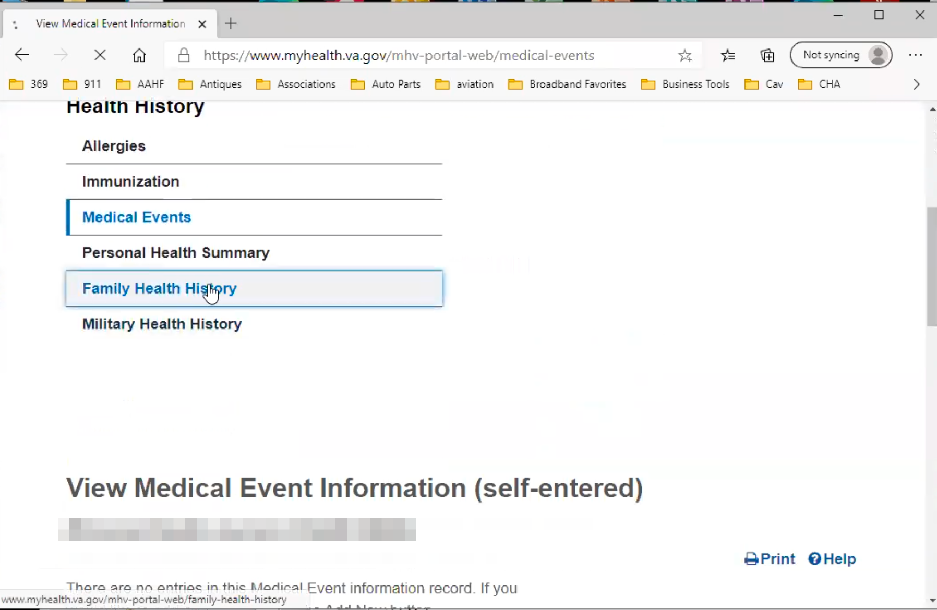 View Medical Event Information
https://www.myhealth.va.gov/mhv-portal-web/medical-events
Not syncing
369 911 AAHF Antiques Associations Auto Parts aviation Broadband Favorites Business Tools Cav CHA
Health History
Allergies
Immunization
Medical Events
Personal Health Summary
Family Health History
Military Health History
View Medical Event Information (self-entered)
Print Help
There are no entries in this Medical Event information record. If you
www.myhealth.va.gov/mhv-portal-web/family-health-history
Add New button